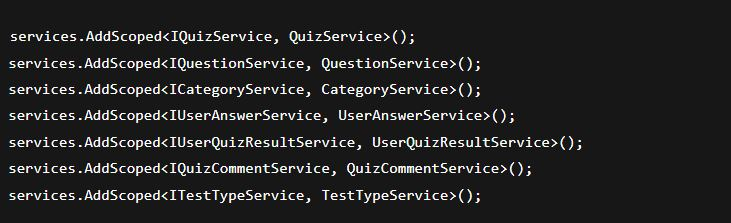 services.AddScoped<IQuizService, QuizService>();
services.AddScoped<IQuestionService, QuestionService>();
services.AddScoped<ICategoryService, CategoryService>();
services.AddScoped<IUserAnswerService, UserAnswerService>();
services.AddScoped<IUserQuizResultService, UserQuizResultService>();
services.AddScoped<IQuizCommentService, QuizCommentService>();
services.AddScoped<ITestTypeService, TestTypeService>();